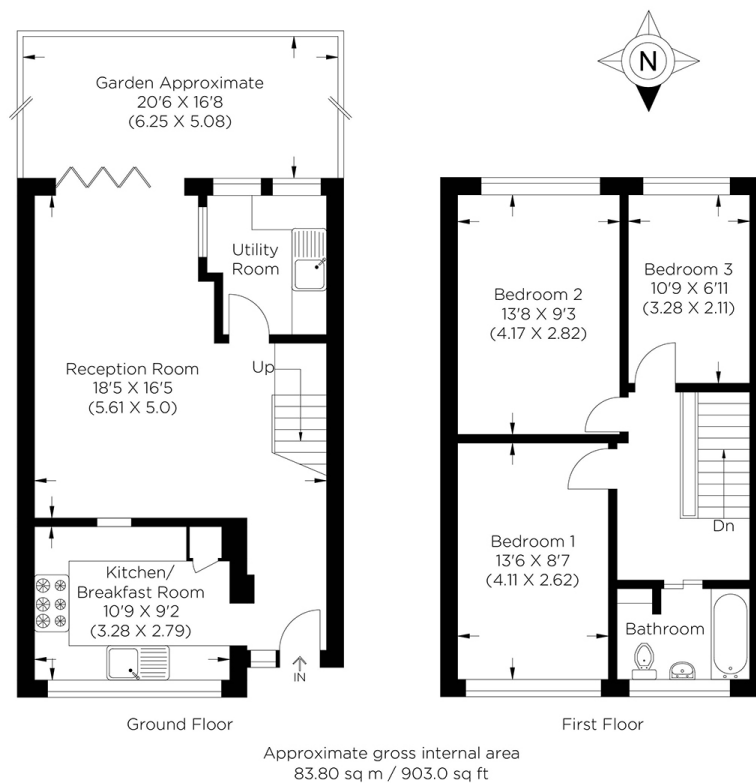 Garden Approximate
20'6 X 16'8
(6.25 X 5.08)
N
Utility
Room
Reception Room
18'5 X 16'5
(5.61 X 5.0)
Up
Kitchen/
Breakfast Room
10'9 X 9'2
(3.28 X 2.79)
IN
Ground Floor
Bedroom 2
13'8 X 9'3
(4.17 X 2.82)
Bedroom 3
10'9 X 6'11
(3.28 X 2.11)
Bedroom 1
13'6 X 8'7
(4.11 X 2.62)
Dn
Bathroom
First Floor
Approximate gross internal area
83.80 sq m / 903.0 sq ft